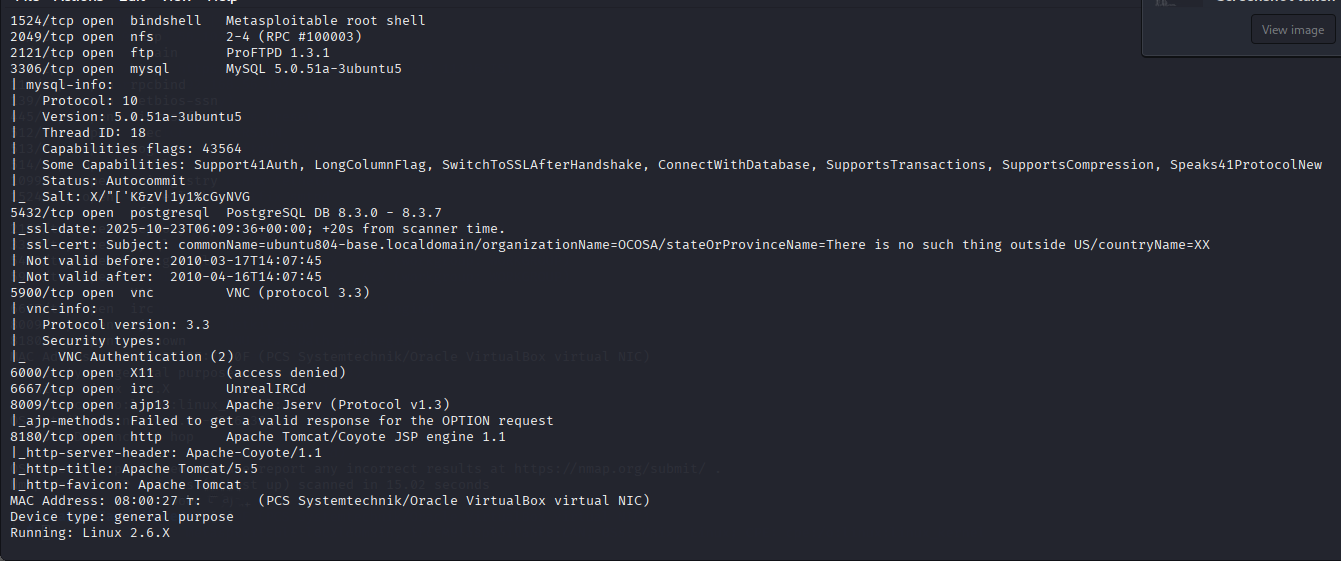 View image
1524/tcp open  bindshell   Metasploitable root shell
2049/tcp open  nfs         2-4 (RPC #100003)
2121/tcp open  ftp         ProFTPD 1.3.1
3306/tcp open  mysql       MySQL 5.0.51a-3ubuntu5
| mysql-info:
|   Protocol: 10
|   Version: 5.0.51a-3ubuntu5
|   Thread ID: 18
|   Capabilities flags: 43564
|   Some Capabilities: Support41Auth, LongColumnFlag, SwitchToSSLAfterHandshake, ConnectWithDatabase, SupportsTransactions, SupportsCompression, Speaks41ProtocolNew
|   Status: Autocommit
|_  Salt: X/"['K&zV|1y1%cGyNVG
5432/tcp open  postgresql  PostgreSQL DB 8.3.0 - 8.3.7
|_ssl-date: 2025-10-23T06:09:36+00:00; +20s from scanner time.
| ssl-cert: Subject: commonName=ubuntu804-base.localdomain/organizationName=OCOSA/stateOrProvinceName=There is no such thing outside US/countryName=XX
| Not valid before: 2010-03-17T14:07:45
|_Not valid after:  2010-04-16T14:07:45
5900/tcp open  vnc         VNC (protocol 3.3)
| vnc-info:
|   Protocol version: 3.3
|   Security types:
|_    VNC Authentication (2)
6000/tcp open  X11         (access denied)
6667/tcp open  irc         UnrealIRCd
8009/tcp open  ajp13       Apache Jserv (Protocol v1.3)
|_ajp-methods: Failed to get a valid response for the OPTION request
8180/tcp open  http        Apache Tomcat/Coyote JSP engine 1.1
|_http-server-header: Apache-Coyote/1.1
|_http-title: Apache Tomcat/5.5
|_http-favicon: Apache Tomcat
MAC Address: 08:00:27 (PCS Systemtechnik/Oracle VirtualBox virtual NIC)
Device type: general purpose
Running: Linux 2.6.X